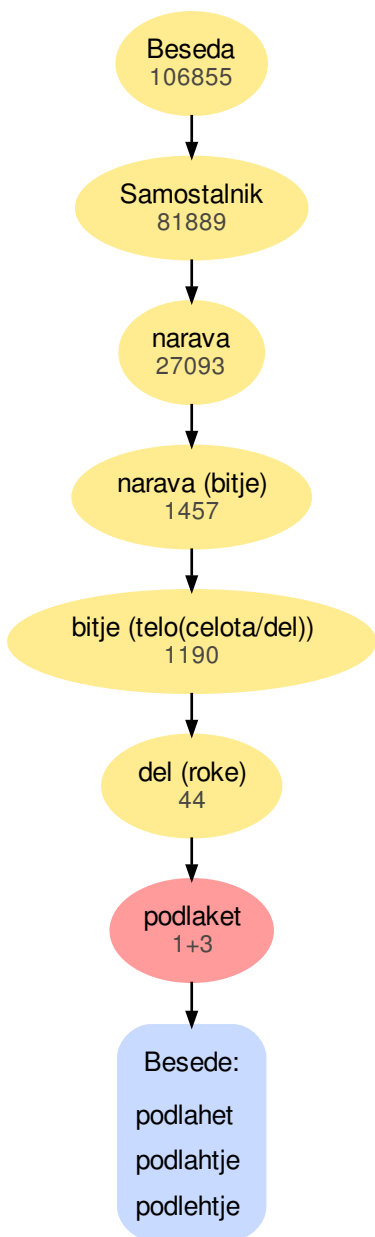 Beseda
106855
Samostalnik
81889
narava
27093
narava (bitje)
1457
bitje (telo(celota/del))
1190
del (roke)
44
podlaket
1+3
Besede:
podlahet
podlahtje
podlehtje